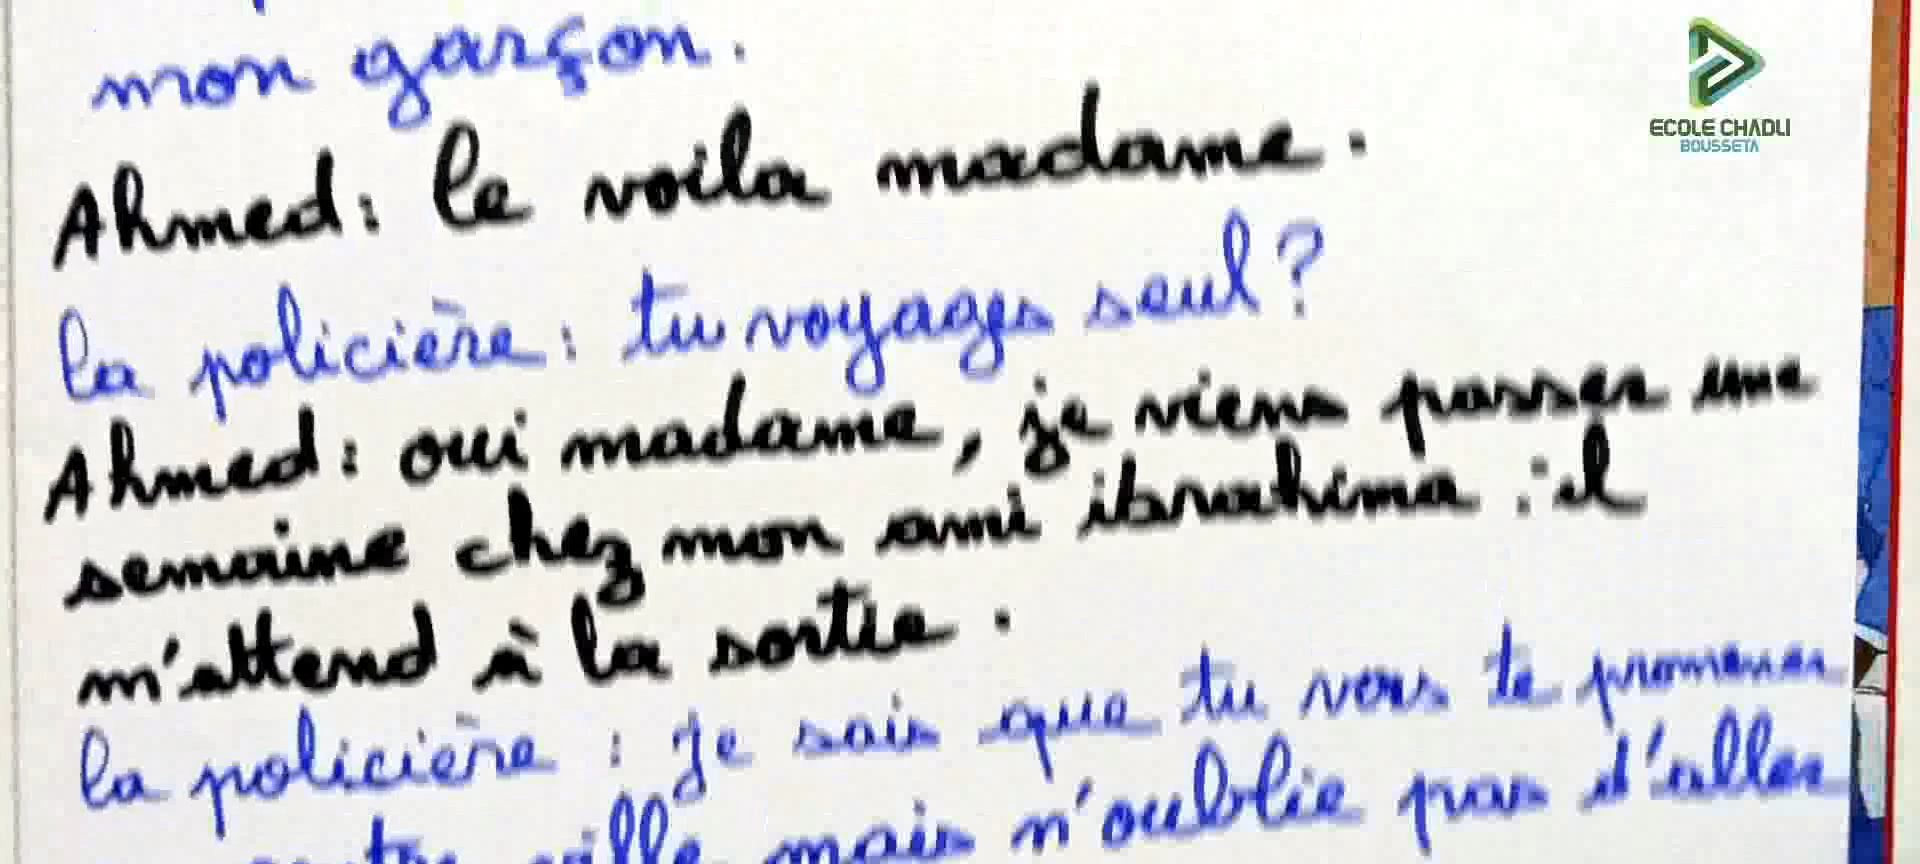 mon garçon.
Ahmed: le voila madame.
la policière: tu voyages seul?
Ahmed: oui madame, je viens passer une
semaine chez mon ami ibrahima : il
m'attend à la sortie.
la policière : je sais que tu vas te promener
ville mais n'oublie pas d'aller
ECOLE CHADLI
BOUSSETA